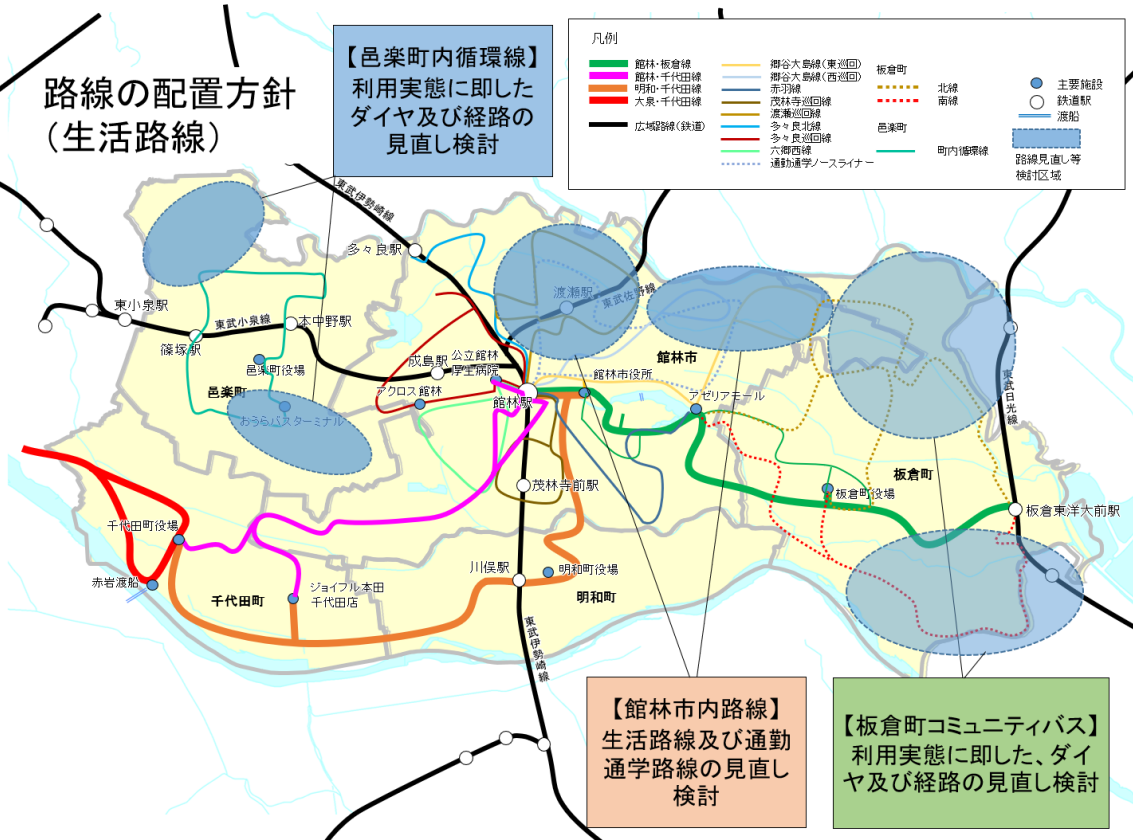 路線の配置方針
（生活路線）
【邑楽町内循環線】
利用実態に即した
ダイヤ及び経路の
見直し検討
凡例
館林・板倉線
館林・千代田線
明和・千代田線
大泉・千代田線
広域路線（鉄道）
郷谷大島線（東巡回）
郷谷大島線（西巡回）
赤羽線
茂林寺巡回線
渡瀬巡回線
多々良北線
多々良巡回線
六郷西線
通勤通学ノースライナー
板倉町
北線
南線
邑楽町
町内循環線
主要施設
鉄道駅
渡船
路線見直し等
検討区域
東武伊勢崎線
多々良駅
東小泉駅
東武小泉線
本中野駅
篠塚駅
邑楽町役場
邑楽町
おうらバスターミナル
成島駅
公立館林
厚生病院
アクロス館林
館林駅
渡瀬駅
東武佐野線
館林市
館林市役所
アゼリアモール
東武日光線
板倉町
板倉町役場
板倉東洋大前駅
茂林寺前駅
千代田町役場
赤岩渡船
千代田町
ジョイフル本田
千代田店
川俣駅
明和町役場
明和町
東武伊勢崎線
【館林市内路線】
生活路線及び通勤
通学路線の見直し
検討
【板倉町コミュニティバス】
利用実態に即した、ダイ
ヤ及び経路の見直し検討